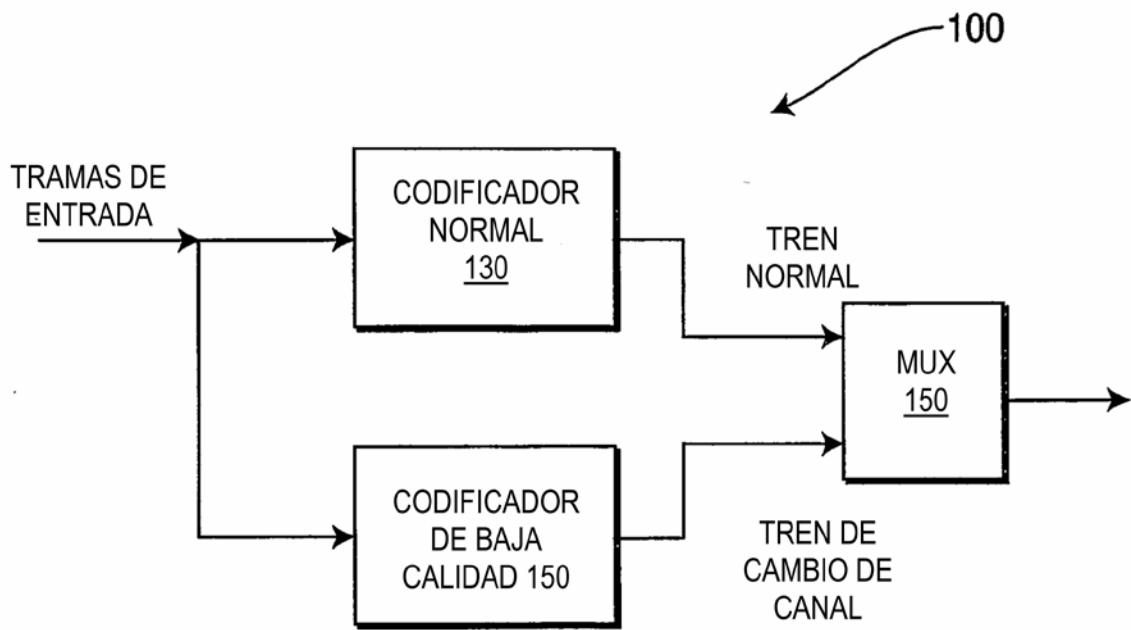 100
TRAMAS DE
ENTRADA
CODIFICADOR
NORMAL
130
TREN
NORMAL
MUX
150
CODIFICADOR
DE BAJA
CALIDAD 150
TREN DE
CAMBIO DE
CANAL